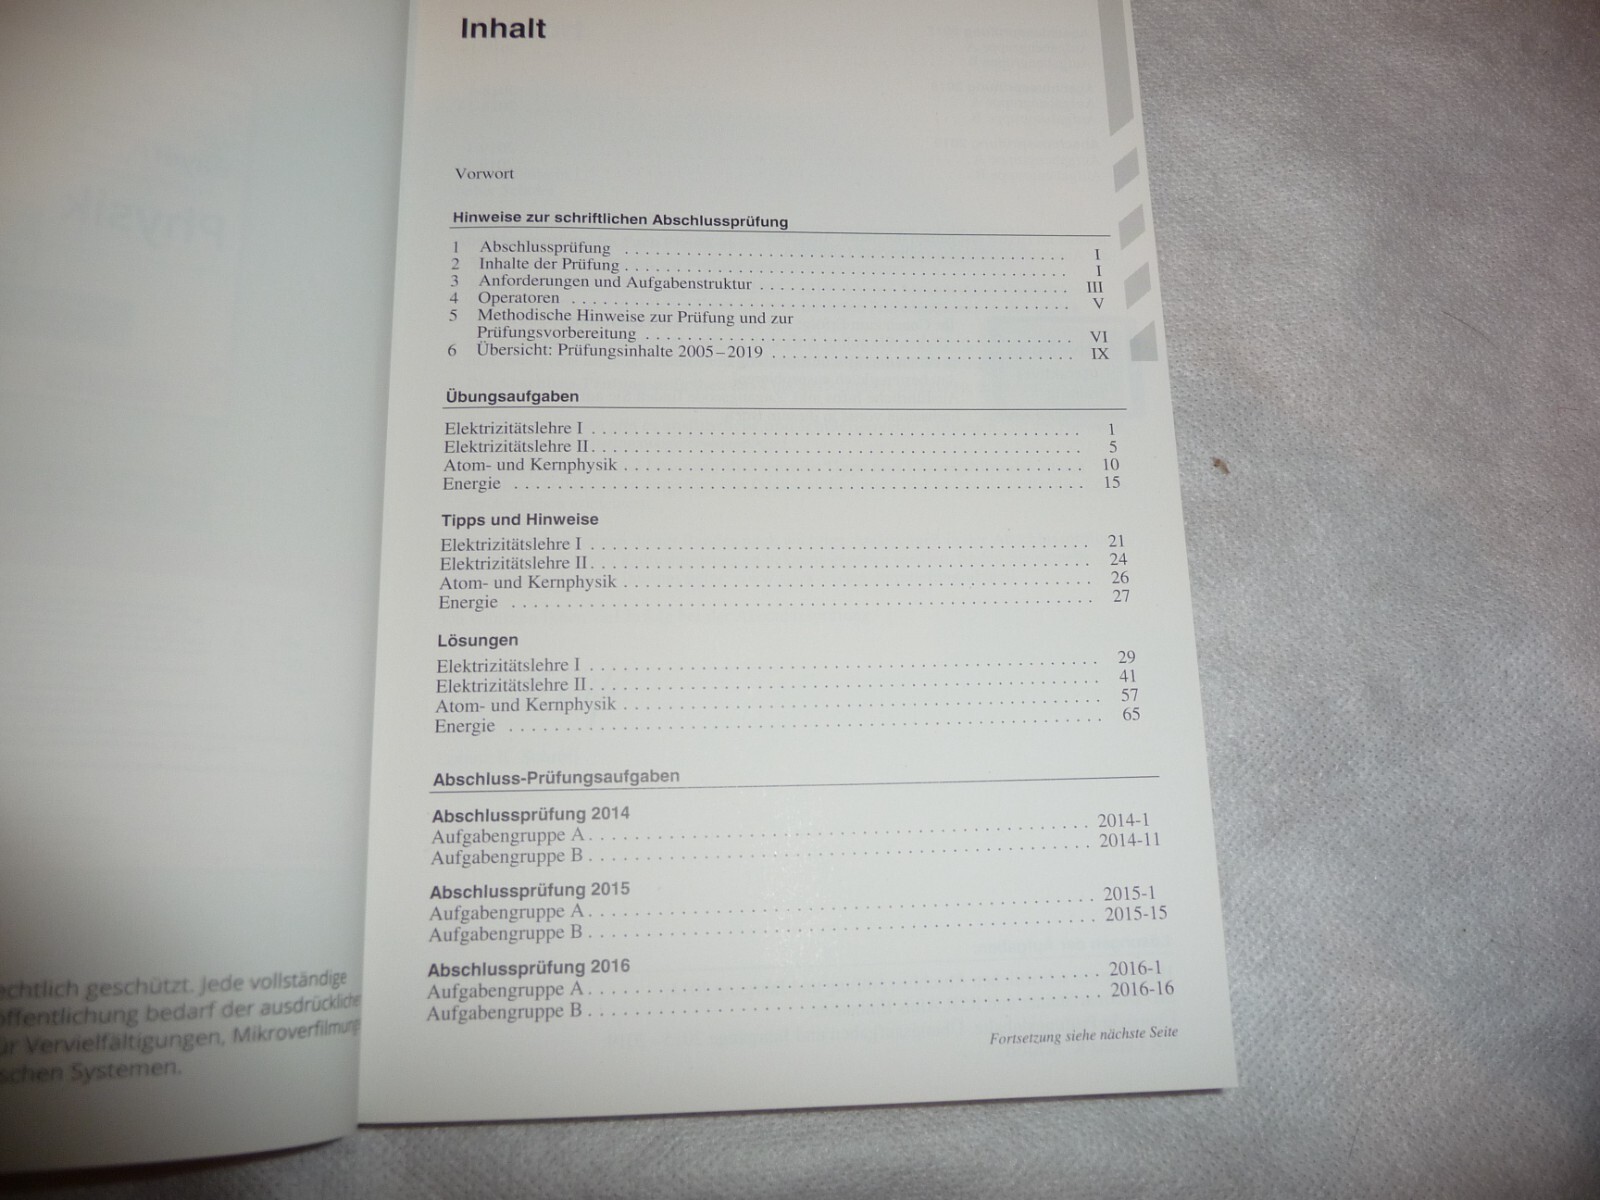 Inhalt
Vorwort
Hinweise zur schriftlichen Abschlussprüfung
1 Abschlussprüfung . . . . . . . . . . . . . . . . . . . . I
2 Inhalte der Prüfung . . . . . . . . . . . . . . . . . . . . I
3 Anforderungen und Aufgabenstruktur . . . . . . . . . . . . . . . . . . . . III
4 Operatoren . . . . . . . . . . . . . . . . . . . . V
5 Methodische Hinweise zur Prüfung und zur
Prüfungsvorbereitung . . . . . . . . . . . . . . . . . . . . VI
6 Übersicht: Prüfungsinhalte 2005–2019 . . . . . . . . . . . . . . . . . . . . IX
Übungsaufgaben
Elektrizitätslehre I . . . . . . . . . . . . . . . . . . . . 1
Elektrizitätslehre II . . . . . . . . . . . . . . . . . . . . 5
Atom- und Kernphysik . . . . . . . . . . . . . . . . . . . . 10
Energie . . . . . . . . . . . . . . . . . . . . 15
Tipps und Hinweise
Elektrizitätslehre I . . . . . . . . . . . . . . . . . . . . 21
Elektrizitätslehre II . . . . . . . . . . . . . . . . . . . . 24
Atom- und Kernphysik . . . . . . . . . . . . . . . . . . . . 26
Energie . . . . . . . . . . . . . . . . . . . . 27
Lösungen
Elektrizitätslehre I . . . . . . . . . . . . . . . . . . . . 29
Elektrizitätslehre II . . . . . . . . . . . . . . . . . . . . 41
Atom- und Kernphysik . . . . . . . . . . . . . . . . . . . . 57
Energie . . . . . . . . . . . . . . . . . . . . 65
Abschluss-Prüfungsaufgaben
Abschlussprüfung 2014
Aufgabengruppe A . . . . . . . . . . . . . . . . . . . . 2014-1
Aufgabengruppe B . . . . . . . . . . . . . . . . . . . . 2014-11
Abschlussprüfung 2015
Aufgabengruppe A . . . . . . . . . . . . . . . . . . . . 2015-1
Aufgabengruppe B . . . . . . . . . . . . . . . . . . . . 2015-15
Abschlussprüfung 2016
Aufgabengruppe A . . . . . . . . . . . . . . . . . . . . 2016-1
Aufgabengruppe B . . . . . . . . . . . . . . . . . . . . 2016-16
Fortsetzung siehe nächste Seite
echtlich geschützt. Jede vollständige
öffentlichung bedarf der ausdrückliche
ür Vervielfältigungen, Mikroverfilmung
schen Systemen.